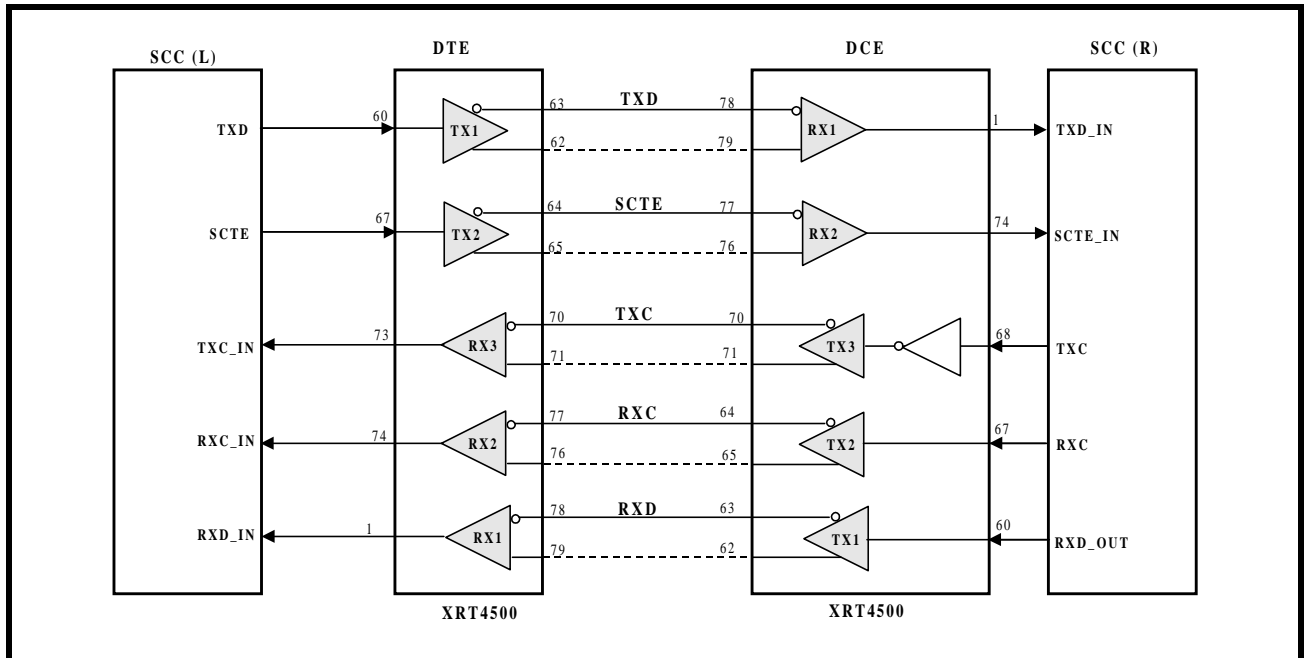 SCC (L) DTE DCE SCC (R)
63 TXD 78
TXD 60 TX1 RX1 1 TXD_IN
62 79
64 SCTE 77
SCTE 67 TX2 RX2 74 SCTE_IN
65 76
70 TXC 70
TXC_IN 73 RX3 TX3 68 TXC
71 71
77 RXC 64
RXC_IN 74 RX2 TX2 67 RXC
76 65
78 RXD 63
RXD_IN 1 RX1 TX1 60 RXD_OUT
79 62
XRT4500 XRT4500